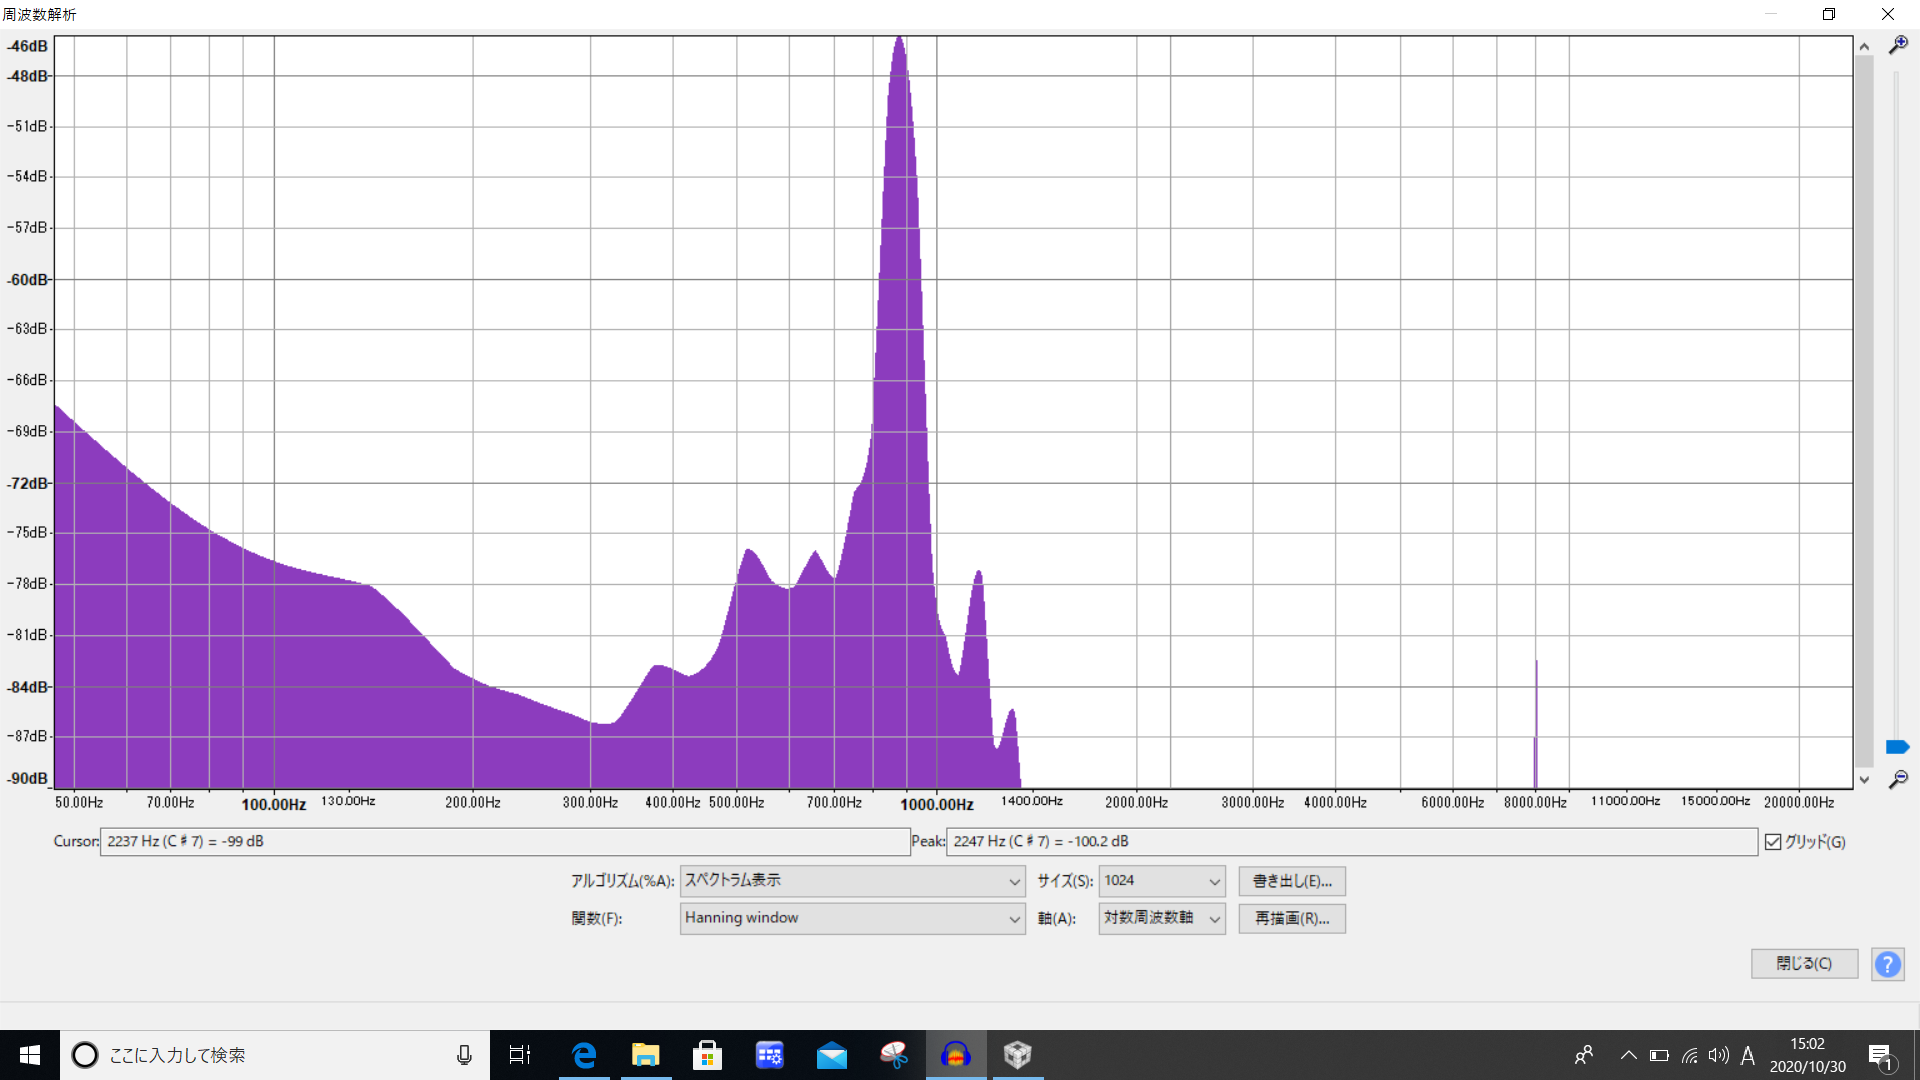 周波数解析
-46dB
-48dB
-51dB
-54dB
-57dB
-60dB
-63dB
-66dB
-69dB
-72dB
-75dB
-78dB
-81dB
-84dB
-87dB
-90dB
50.00Hz 70.00Hz 100.00Hz 130.00Hz 200.00Hz 300.00Hz 400.00Hz 500.00Hz 700.00Hz 1000.00Hz 1400.00Hz 2000.00Hz 3000.00Hz 4000.00Hz 6000.00Hz 8000.00Hz 11000.00Hz 15000.00Hz 20000.00Hz
Cursor: 2237 Hz (C♯7) = -99 dB Peak: 2247 Hz (C♯7) = -100.2 dB グリッド(G)
アルゴリズム(%A): スペクトラム表示 サイズ(S): 1024 書き出し(E)...
関数(F): Hanning window 軸(A): 対数周波数軸 再描画(R)...
閉じる(C) ?
ここに入力して検索 A 15:02
2020/10/30 1